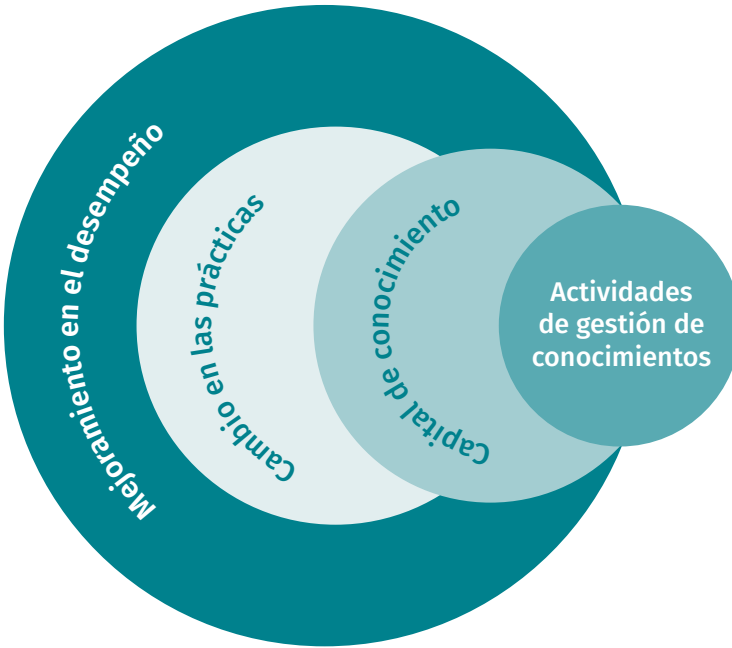 Mejoramiento en el desempeño
Cambio en las prácticas
Capital de conocimiento
Actividades
de gestión de
conocimientos